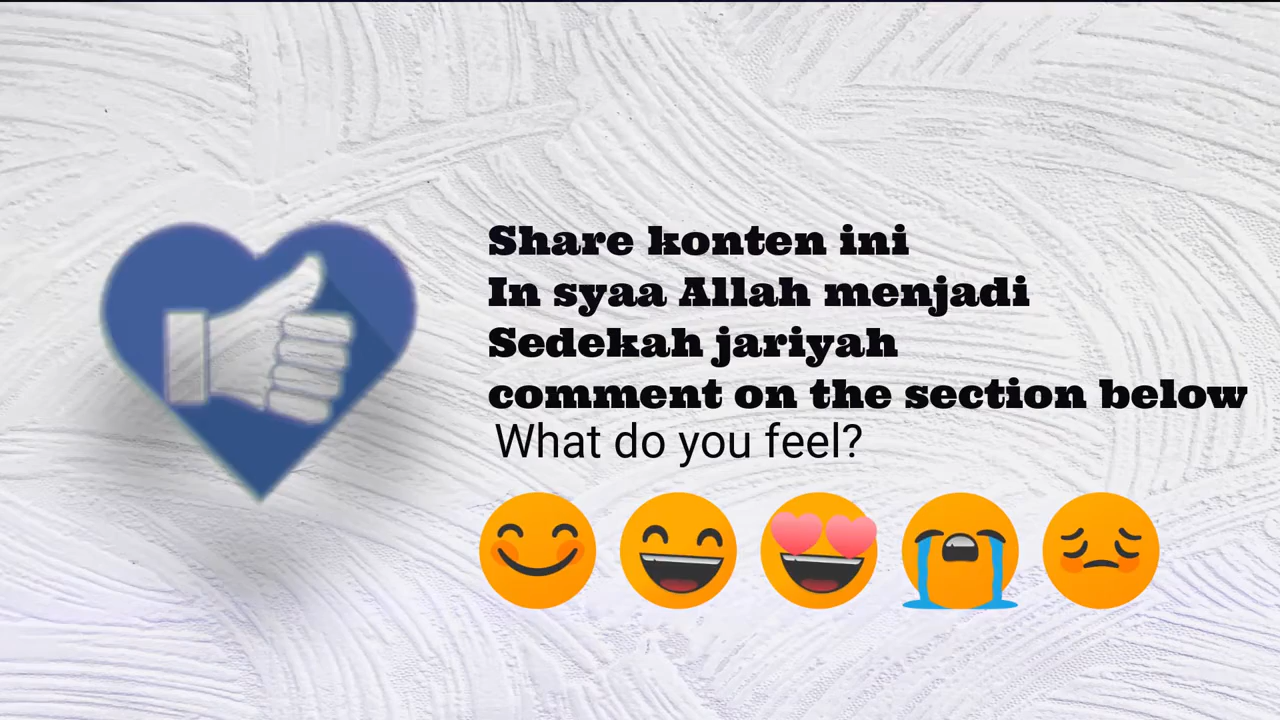 Share konten ini
In syaa Allah menjadi
Sedekah jariyah
comment on the section below
What do you feel?